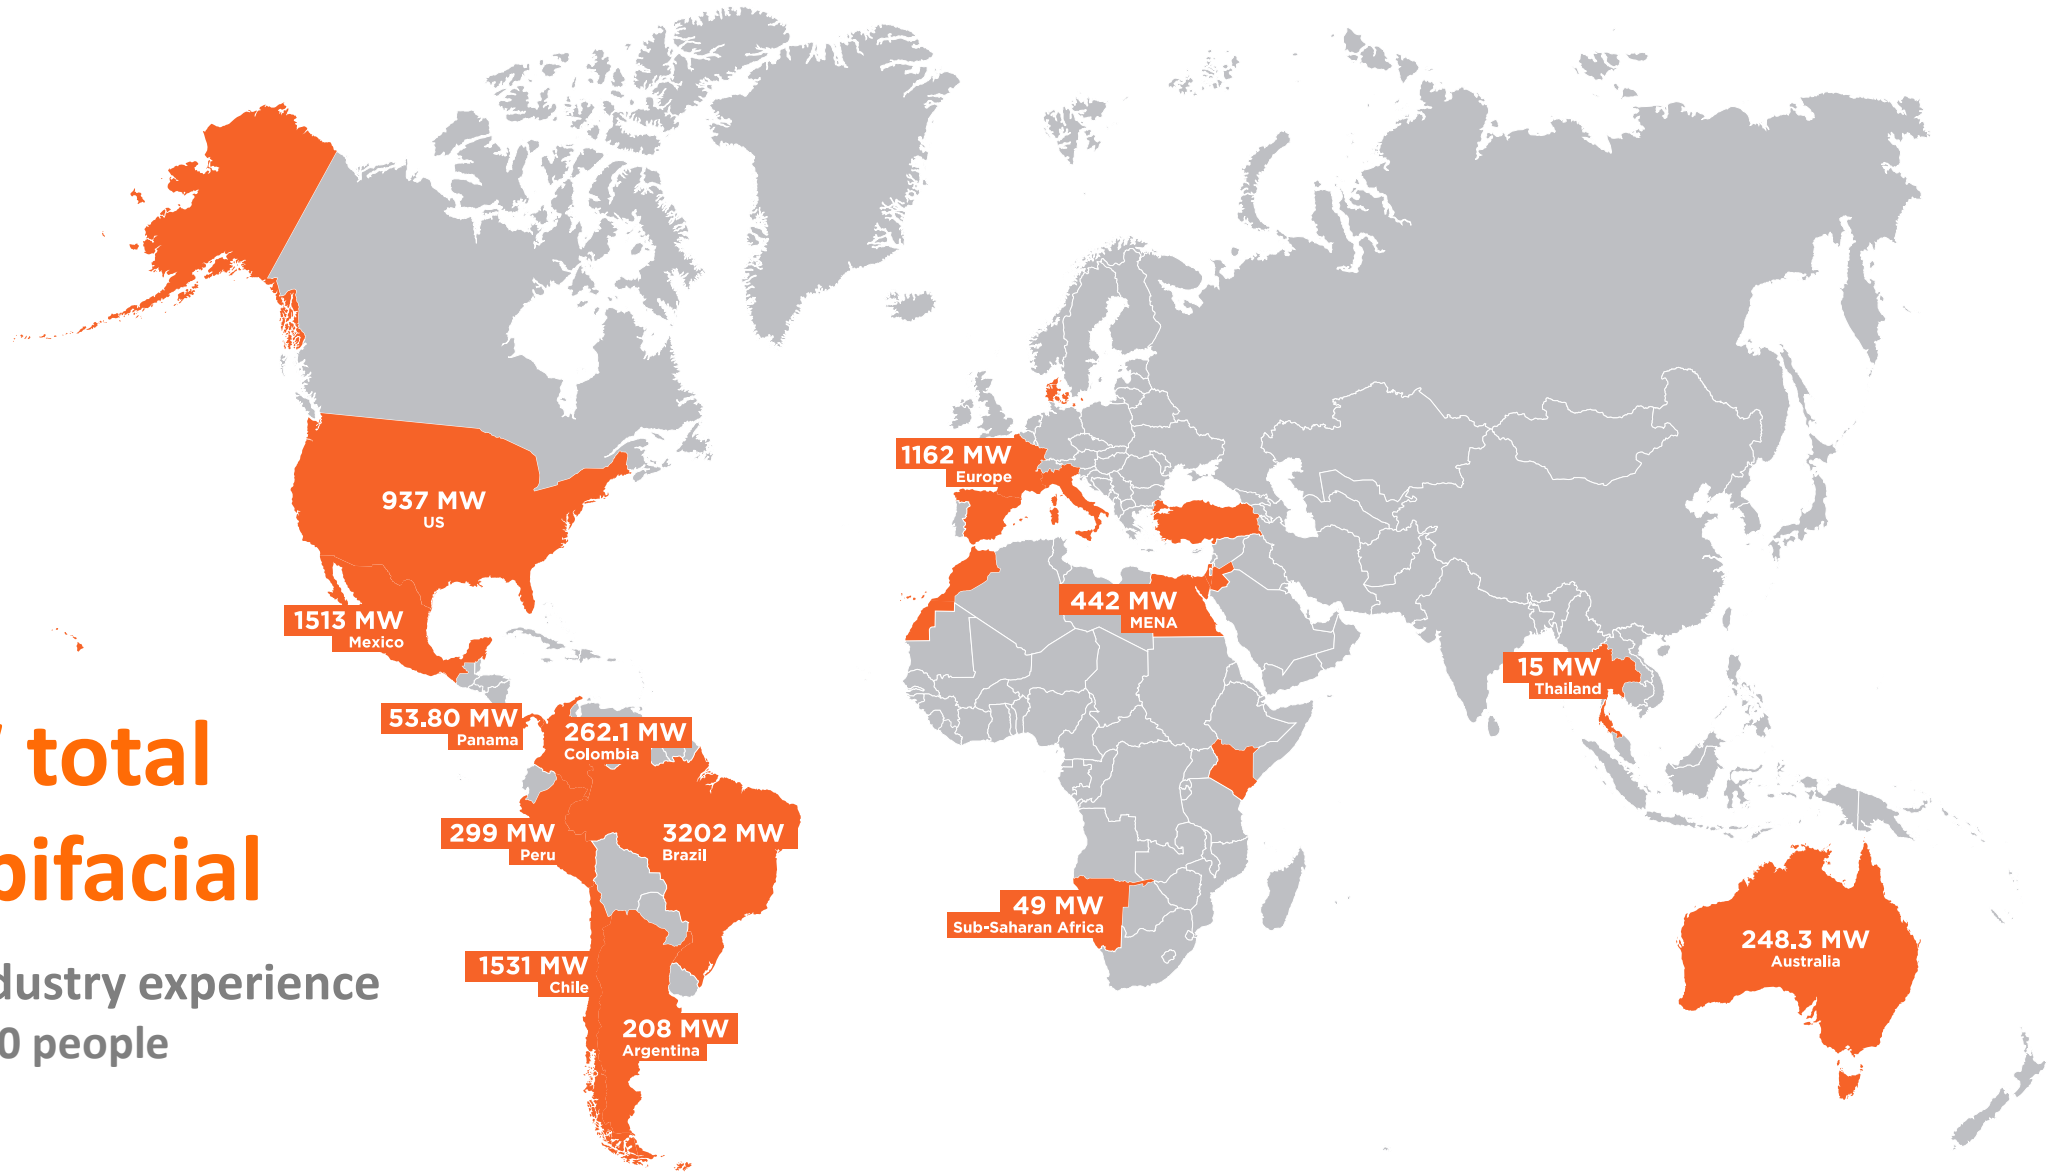 1162 MW
Europe
937 MW
US
442 MW
MENA
1513 MW
Mexico
15 MW
Thailand
53.80 MW
Panama
262.1 MW
Colombia
total
299 MW
Peru
3202 MW
Brazil
bifacial
49 MW
Sub-Saharan Africa
248.3 MW
Australia
1531 MW
Chile
dustry experience
208 MW
Argentina
0 people